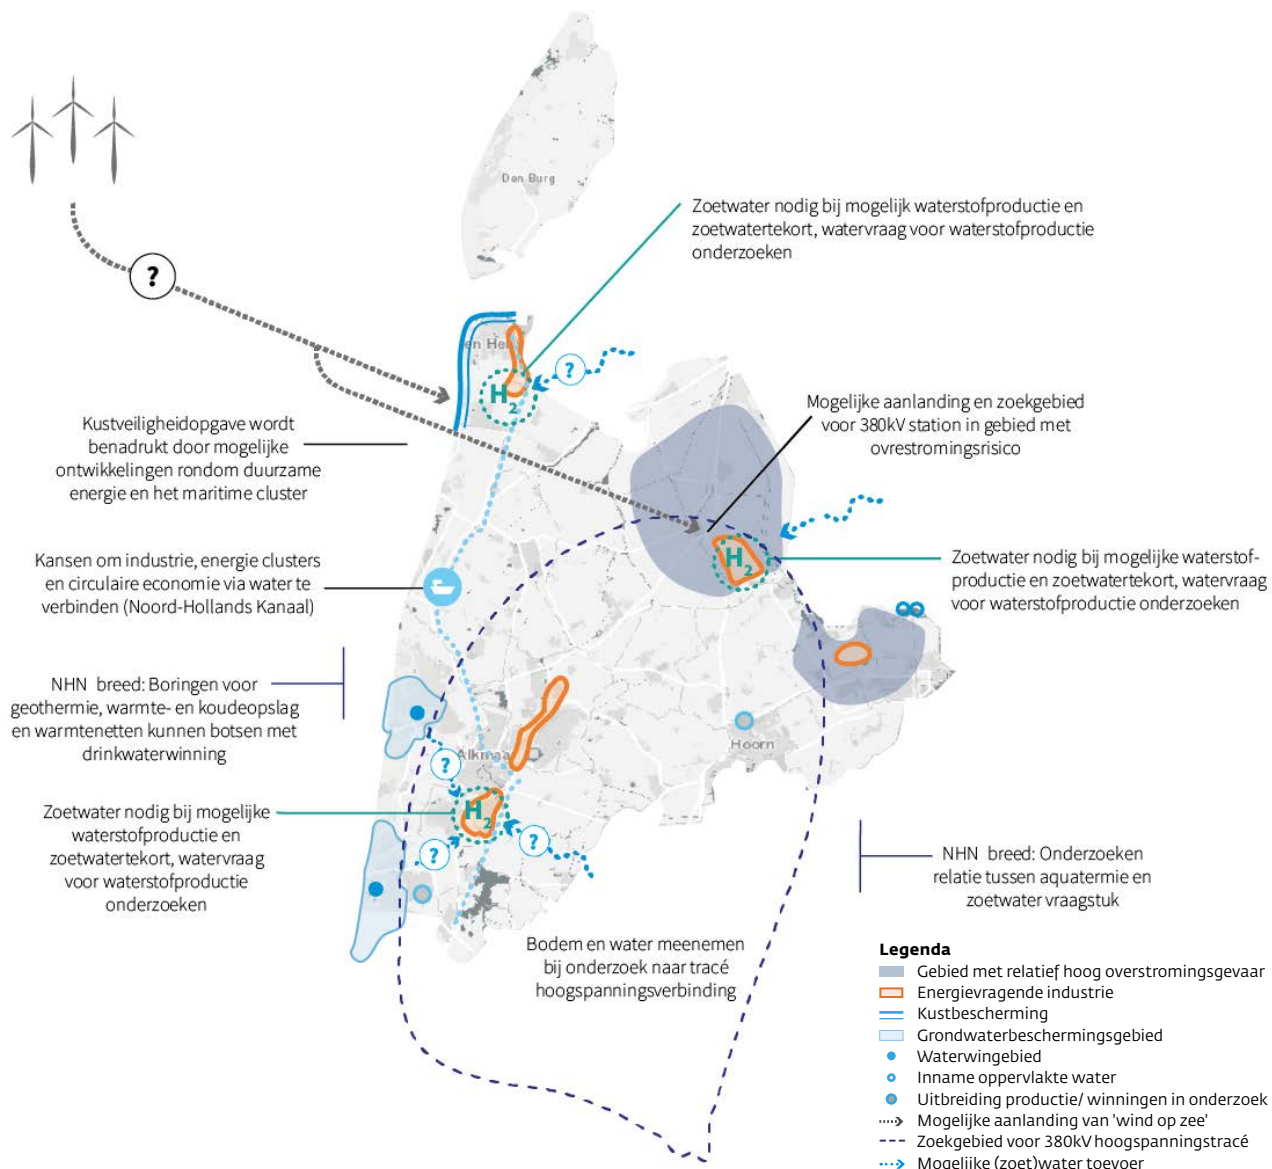 Den Burg
Zoetwater nodig bij mogelijk waterstofproductie en
zoetwatertekort, watervraag voor waterstofproductie
onderzoeken
?
en He
?
H2
Mogelijke aanlanding en zoekgebied
voor 380kV station in gebied met
ovrestromingsrisico
Kustveiligheidopgave wordt
benadrukt door mogelijke
ontwikkelingen rondom duurzame
energie en het maritime cluster
Kansen om industrie, energie clusters
en circulaire economie via water te
verbinden (Noord-Hollands Kanaal)
H2
Zoetwater nodig bij mogelijke waterstof-
productie en zoetwatertekort, watervraag
voor waterstofproductie onderzoeken
NHN breed: Boringen voor
geothermie, warmte- en koudeopslag
en warmtenetten kunnen botsen met
drinkwaterwinning
Hoorn
Alkmaa
?
H2
?
?
Zoetwater nodig bij mogelijke
waterstofproductie en
zoetwatertekort, watervraag
voor waterstofproductie
onderzoeken
NHN breed: Onderzoeken
relatie tussen aquatermie en
zoetwater vraagstuk
Bodem en water meenemen
bij onderzoek naar tracé
hoogspanningsverbinding
Legenda
Gebied met relatief hoog overstromingsgevaar
Energievragende industrie
Kustbescherming
Grondwaterbeschermingsgebied
Waterwingebied
Inname oppervlakte water
Uitbreiding productie/ winningen in onderzoek
Mogelijke aanlanding van 'wind op zee'
Zoekgebied voor 380kV hoogspanningstracé
Mogelijke (zoet)water toevoer